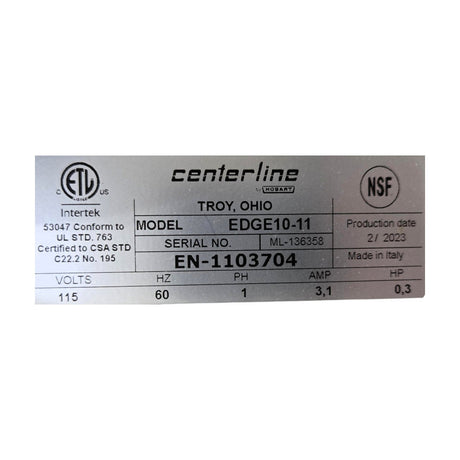 C ETL US
LISTED
Intertek
53047 Conform to
UL STD. 763
Certified to CSA STD
C22.2 No. 195
centerline
by HOBART
TROY, OHIO
MODEL EDGE10-11
SERIAL NO. ML-136358
EN-1103704
NSF
Production date
2 / 2023
Made in Italy
VOLTS HZ PH AMP HP
115 60 1 3,1 0,3